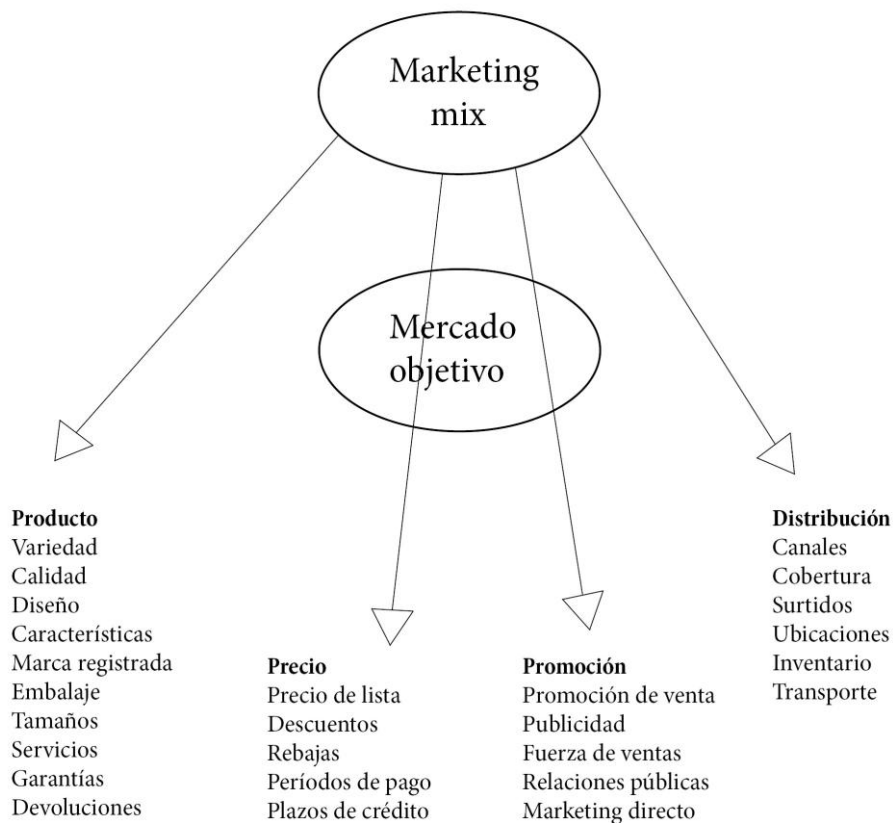 Marketing
mix
Mercado
objetivo
Producto
Variedad
Calidad
Diseño
Características
Marca registrada
Embalaje
Tamaños
Servicios
Garantías
Devoluciones
Precio
Precio de lista
Descuentos
Rebajas
Períodos de pago
Plazos de crédito
Promoción
Promoción de venta
Publicidad
Fuerza de ventas
Relaciones públicas
Marketing directo
Distribución
Canales
Cobertura
Surtidos
Ubicaciones
Inventario
Transporte